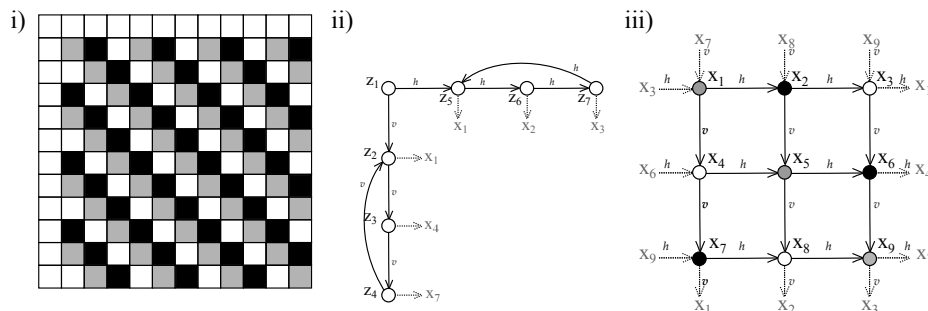 i) ii) iii)
x7 x8 x9
z1 h z5 h z6 h z7 h
x1 x2 x3
v
z2 x1
v v
z3 x4
v
z4 x7
x3 x1 h x2 h x3 h
v v v
x6 h x4 h x5 h x6 h x4
v v v
x9 h x7 h x8 h x9 h
v v v
x1 x2 x3